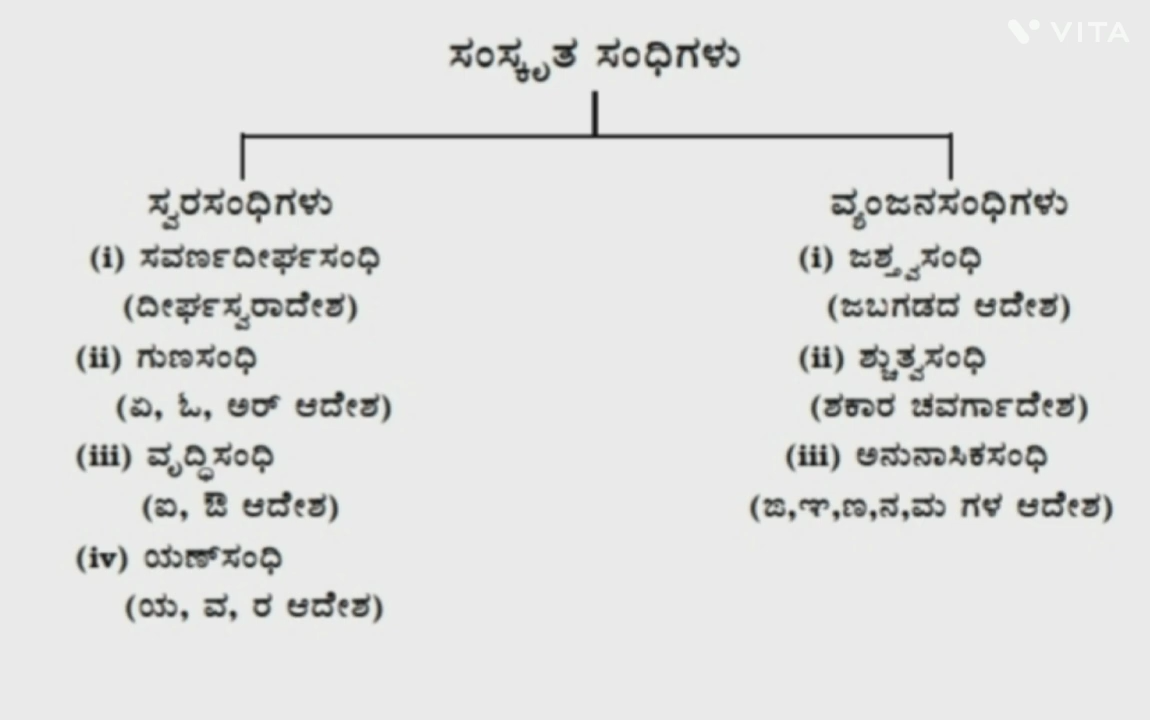 VITA
ಸಂಸ್ಕೃತ ಸಂಧಿಗಳು
ಸ್ವರಸಂಧಿಗಳು
(i) ಸವರ್ಣದೀರ್ಘಸಂಧಿ
(ದೀರ್ಘಸ್ವರಾದೇಶ)
(ii) ಗುಣಸಂಧಿ
(ಏ, ಓ, ಅರ್ ಆದೇಶ)
(iii) ವೃದ್ಧಿಸಂಧಿ
(ಐ, ಔ ಆದೇಶ)
(iv) ಯಣ್‌ಸಂಧಿ
(ಯ, ವ, ರ ಆದೇಶ)
ವ್ಯಂಜನಸಂಧಿಗಳು
(i) ಜಶ್ತ್ವಸಂಧಿ
(ಜಬಗಡದ ಆದೇಶ)
(ii) ಶ್ಚುತ್ವಸಂಧಿ
(ಶಕಾರ ಚವರ್ಗಾದೇಶ)
(iii) ಅನುನಾಸಿಕಸಂಧಿ
(ಙ,ಞ,ಣ,ನ,ಮ ಗಳ ಆದೇಶ)